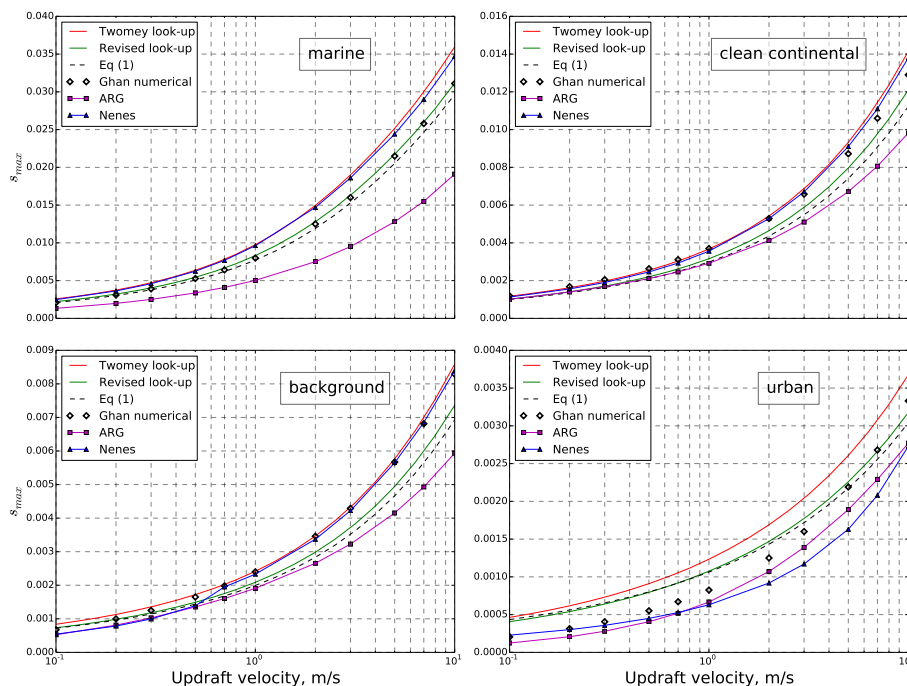 0.040
0.035
0.030
0.025
0.020
0.015
0.010
0.005
0.000
s_max
Twomey look-up
Revised look-up
Eq (1)
Ghan numerical
ARG
Nenes
marine
0.016
0.014
0.012
0.010
0.008
0.006
0.004
0.002
0.000
Twomey look-up
Revised look-up
Eq (1)
Ghan numerical
ARG
Nenes
clean continental
0.009
0.008
0.007
0.006
0.005
0.004
0.003
0.002
0.001
0.000
s_max
Twomey look-up
Revised look-up
Eq (1)
Ghan numerical
ARG
Nenes
background
10^-1
10^0
10^1
Updraft velocity, m/s
0.0040
0.0035
0.0030
0.0025
0.0020
0.0015
0.0010
0.0005
0.0000
Twomey look-up
Revised look-up
Eq (1)
Ghan numerical
ARG
Nenes
urban
10^-1
10^0
10^1
Updraft velocity, m/s